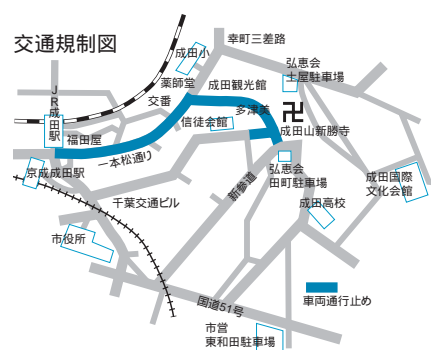 交通規制図
幸町三差路
成田小
弘恵会
土屋駐車場
薬師堂
成田観光館
JR成田駅
交番
多津美
卍
信徒会館
成田山新勝寺
福田屋
一本松通り
京成成田駅
弘恵会
田町駐車場
成田国際
文化会館
新参道
千葉交通ビル
成田高校
市役所
国道51号
車両通行止め
市営
東和田駐車場